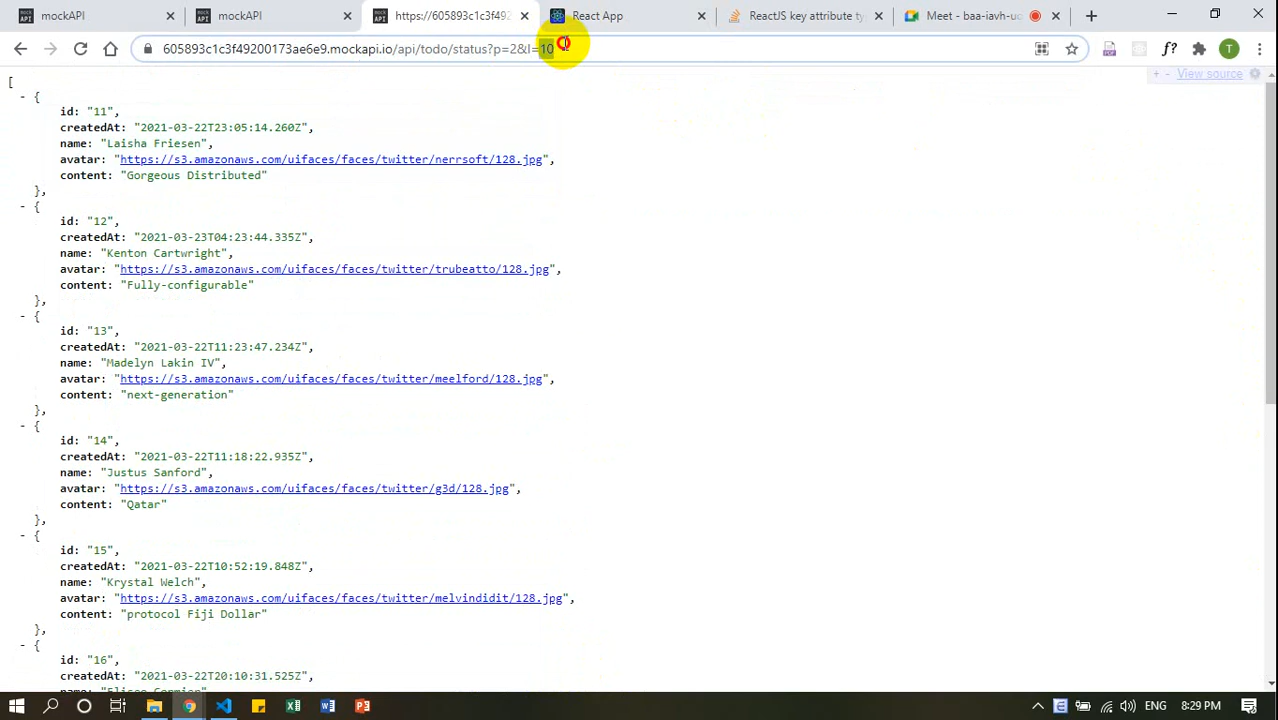 mockAPI
mockAPI
https://605893c1c3f492
React App
ReactJS key attribute ty
Meet - baa-iavh-uo
605893c1c3f49200173ae6e9.mockapi.io/api/todo/status?p=2&l=10
T
+ - View source
[
- {
id: "11",
createdAt: "2021-03-22T23:05:14.260Z",
name: "Laisha Friesen",
avatar: "https://s3.amazonaws.com/uifaces/faces/twitter/nerrsoft/128.jpg",
content: "Gorgeous Distributed"
},
- {
id: "12",
createdAt: "2021-03-23T04:23:44.335Z",
name: "Kenton Cartwright",
avatar: "https://s3.amazonaws.com/uifaces/faces/twitter/trubeatto/128.jpg",
content: "Fully-configurable"
},
- {
id: "13",
createdAt: "2021-03-22T11:23:47.234Z",
name: "Madelyn Lakin IV",
avatar: "https://s3.amazonaws.com/uifaces/faces/twitter/meelford/128.jpg",
content: "next-generation"
},
- {
id: "14",
createdAt: "2021-03-22T11:18:22.935Z",
name: "Justus Sanford",
avatar: "https://s3.amazonaws.com/uifaces/faces/twitter/g3d/128.jpg",
content: "Qatar"
},
- {
id: "15",
createdAt: "2021-03-22T10:52:19.848Z",
name: "Krystal Welch",
avatar: "https://s3.amazonaws.com/uifaces/faces/twitter/melvindidit/128.jpg",
content: "protocol Fiji Dollar"
},
- {
id: "16",
createdAt: "2021-03-22T20:10:31.525Z",
ENG 8:29 PM